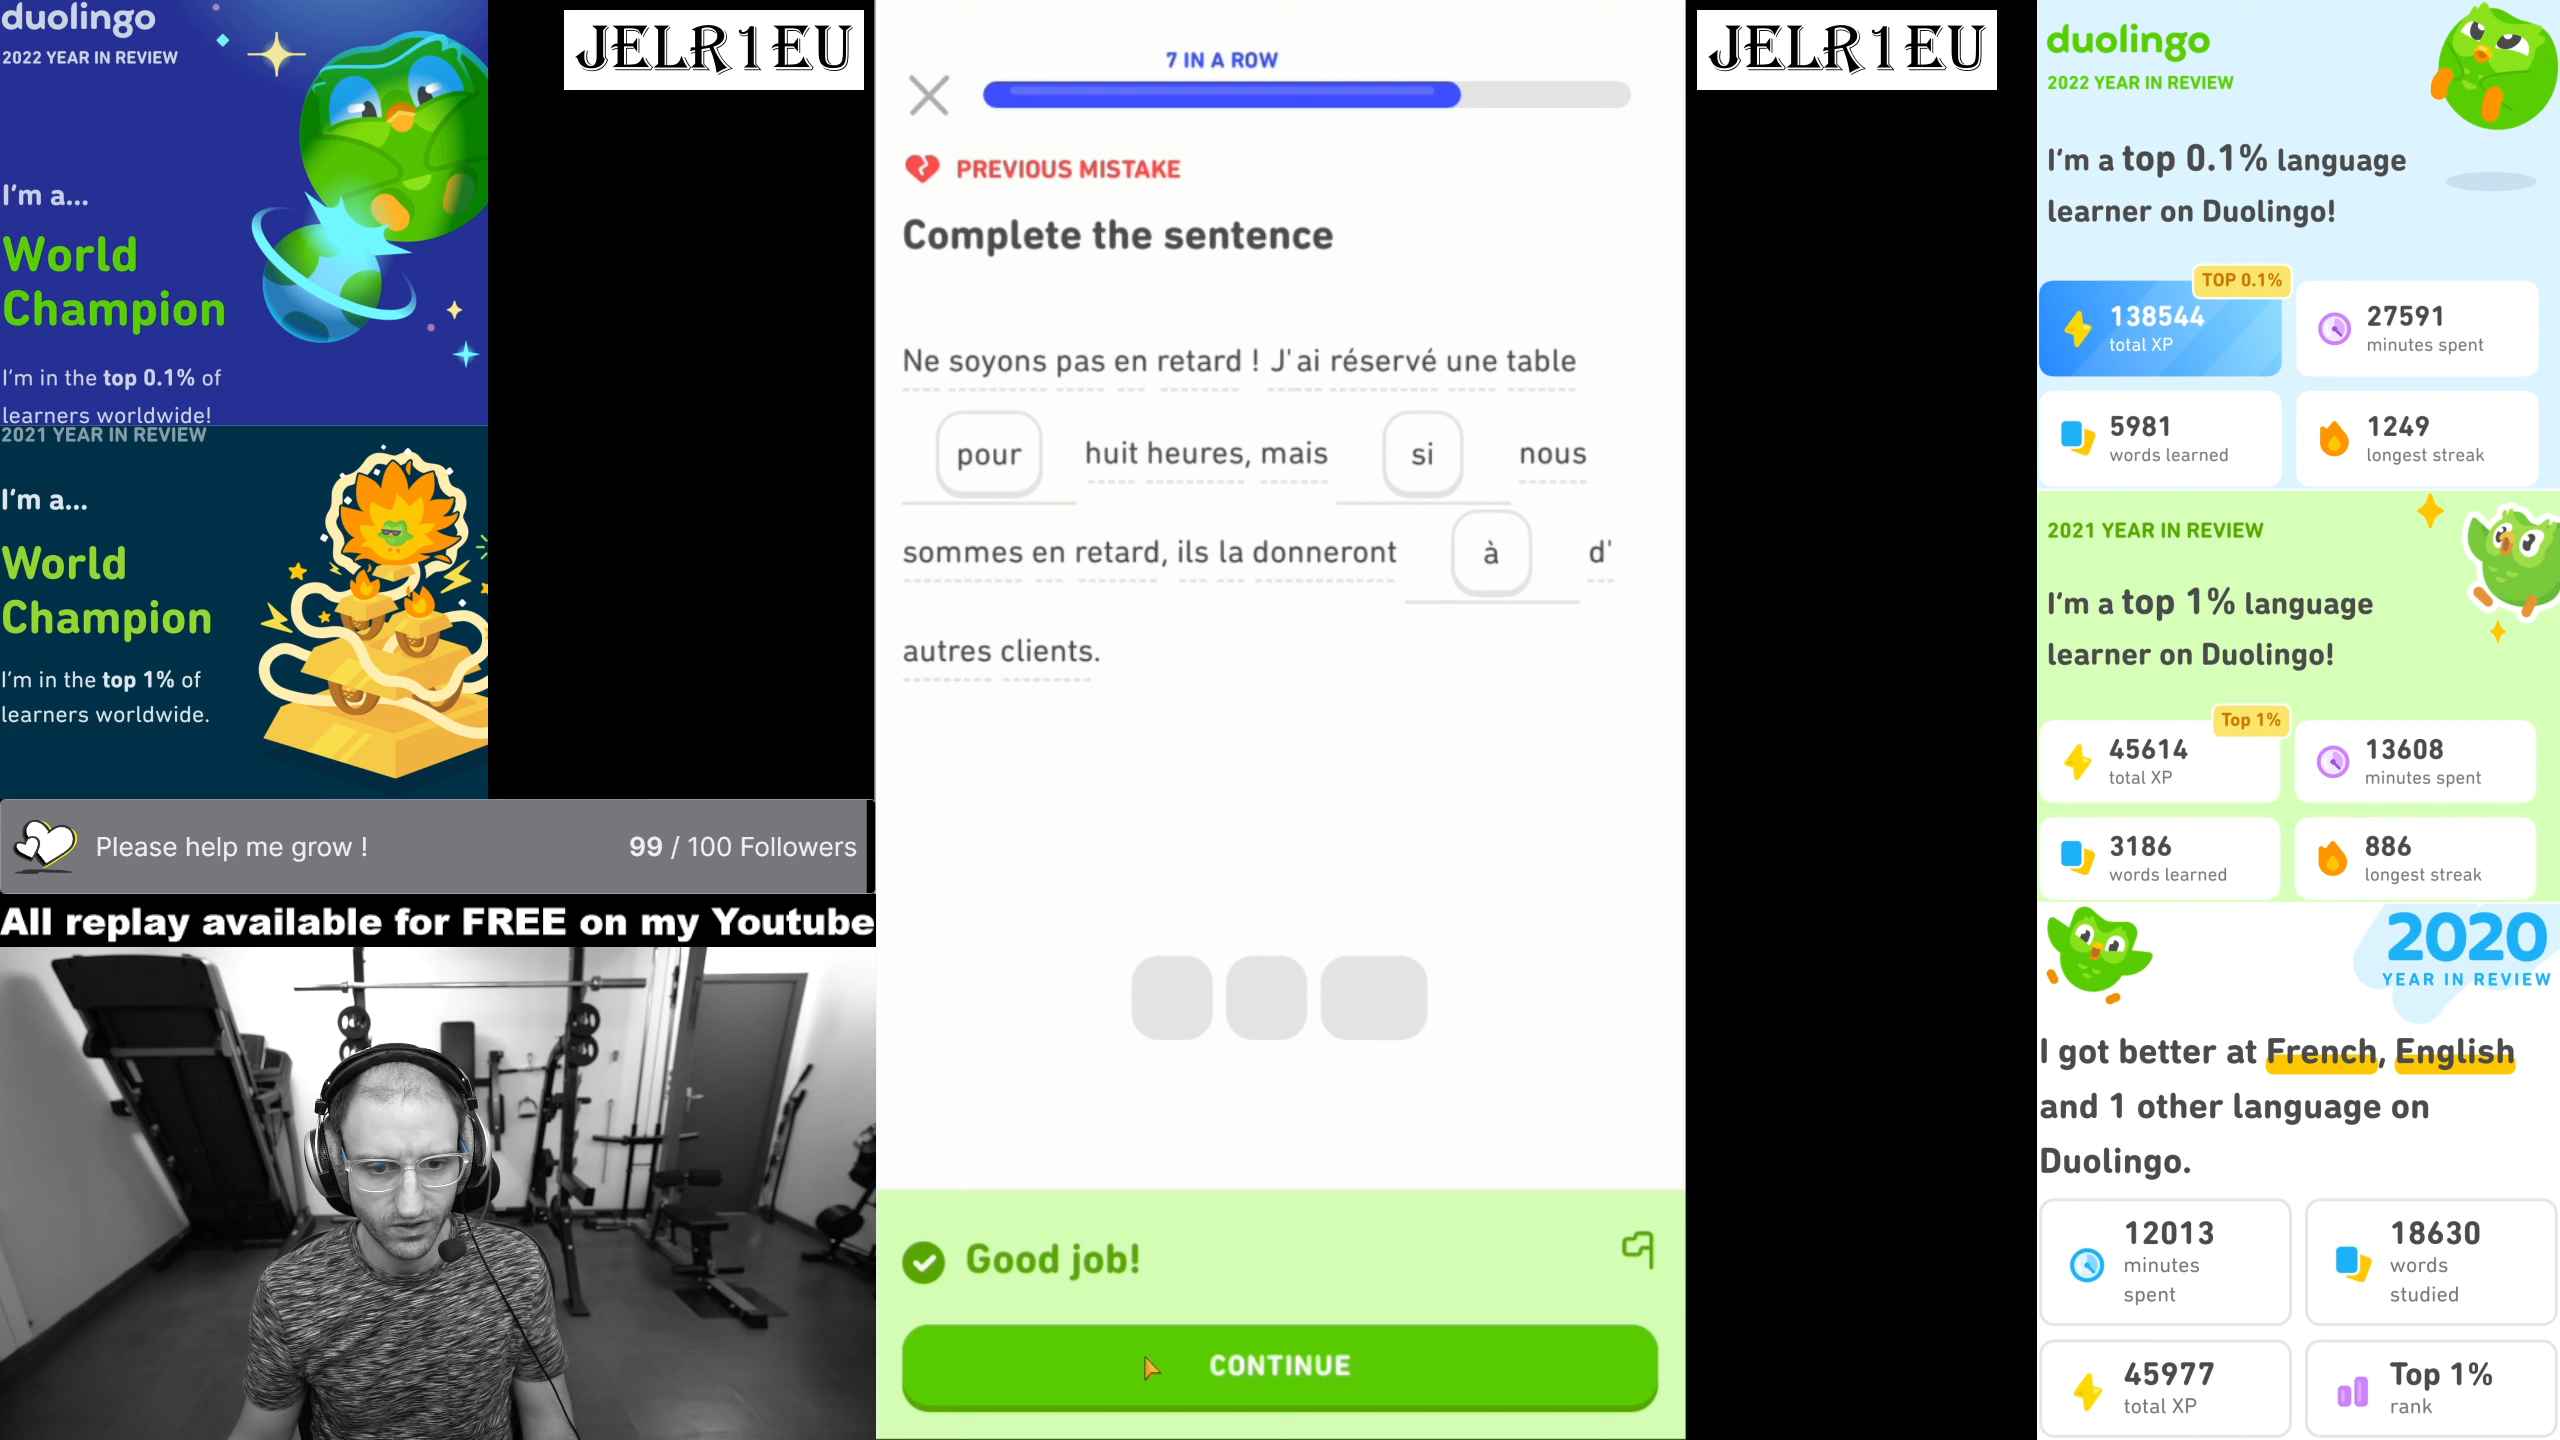 duolingo
2022 YEAR IN REVIEW
I'm a...
World
Champion
I'm in the top 0.1% of
learners worldwide!
2021 YEAR IN REVIEW
I'm a...
World
Champion
I'm in the top 1% of
learners worldwide.
Please help me grow !
99 / 100 Followers
All replay available for FREE on my Youtube
JELR1EU
7 IN A ROW
PREVIOUS MISTAKE
Complete the sentence
Ne soyons pas en retard ! J'ai réservé une table
pour huit heures, mais si nous
sommes en retard, ils la donneront à d'
autres clients.
Good job!
CONTINUE
JELR1EU
duolingo
2022 YEAR IN REVIEW
I'm a top 0.1% language
learner on Duolingo!
TOP 0.1%
138544
total XP
27591
minutes spent
5981
words learned
1249
longest streak
2021 YEAR IN REVIEW
I'm a top 1% language
learner on Duolingo!
Top 1%
45614
total XP
13608
minutes spent
3186
words learned
886
longest streak
2020
YEAR IN REVIEW
I got better at French, English
and 1 other language on
Duolingo.
12013
minutes
spent
18630
words
studied
45977
total XP
Top 1%
rank